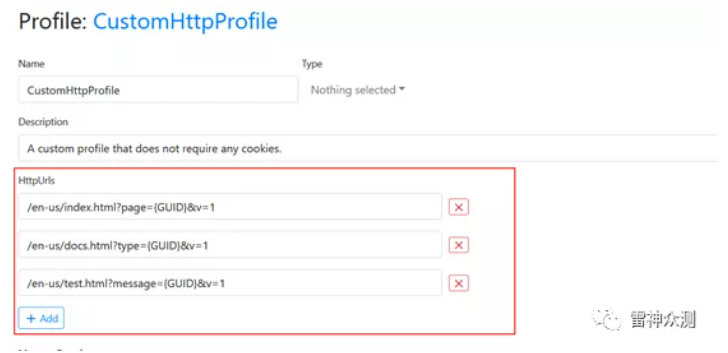 Profile: CustomHttpProfile
Name
Type
CustomHttpProfile
Nothing selected
Description
A custom profile that does not require any cookies.
HttpUrls
/en-us/index.html?page={GUID}&v=1
/en-us/docs.html?type={GUID}&v=1
/en-us/test.html?message={GUID}&v=1
+ Add
雷神众测